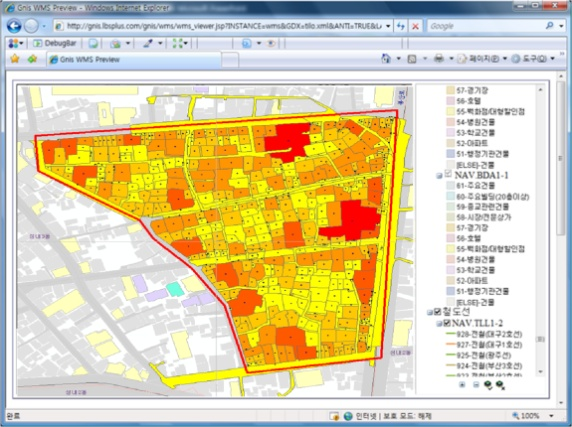 Gnis WMS Preview - Windows Internet Explorer
http://gnis.lbsplus.com/gnis/wms/wms_viewer.jsp?INSTANCE=wms&GDX=tilo.xml&ANTI=TRUE&L
Google
DebugBar
Gnis WMS Preview
페이지(P)
도구(O)
57-경기장
56-호텔
55-백화점/대형할인점
54-병원건물
53-학교건물
52-아파트
51-행정기관건물
[ELSE]-건물
NAV.BDA1-1
61-주요건물
60-주요빌딩(20층이상)
59-종교관련건물
58-시장/전문상가
57-경기장
56-호텔
55-백화점/대형할인점
54-병원건물
53-학교건물
52-아파트
51-행정기관건물
[ELSE]-건물
철도선
NAV.TLL1-2
928-전철(대구2호선)
927-전철(대구1호선)
925-전철(광주선)
924-전철(부산3호선)
완료
인터넷 | 보호 모드: 해제
100%